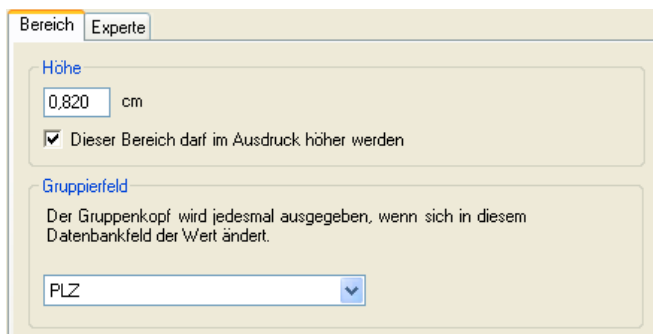 Bereich Experte
Höhe
0,820 cm
Dieser Bereich darf im Ausdruck höher werden
Gruppierfeld
Der Gruppenkopf wird jedesmal ausgegeben, wenn sich in diesem
Datenbankfeld der Wert ändert.
PLZ